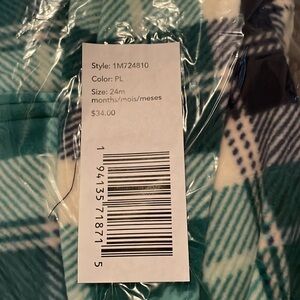 Style: 1M724810
Color: PL
Size: 24m
months/mois/meses
$34.00
1 94135 71871 5